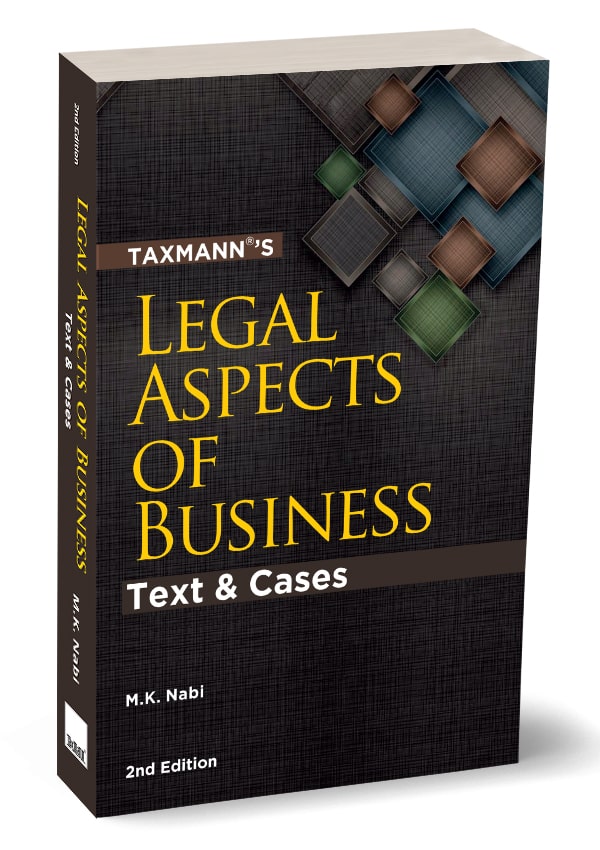 2nd Edition
LEGAL ASPECTS OF BUSINESS
Text & Cases
M.K. Nabi
Taxmann®
TAXMANN®'S
LEGAL
ASPECTS
OF
BUSINESS
Text & Cases
M.K. Nabi
2nd Edition